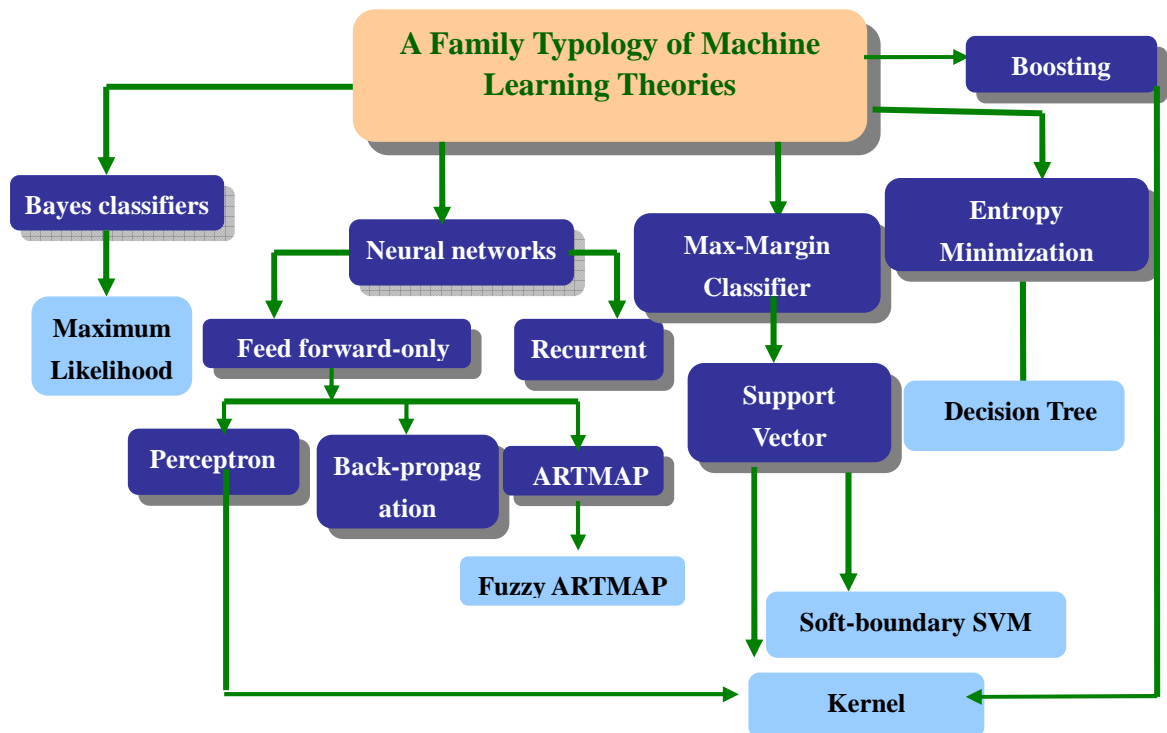 A Family Typology of Machine
Learning Theories
Boosting
Bayes classifiers
Neural networks
Max-Margin
Classifier
Entropy
Minimization
Maximum
Likelihood
Feed forward-only
Recurrent
Support
Vector
Decision Tree
Perceptron
Back-propag
ation
ARTMAP
Fuzzy ARTMAP
Soft-boundary SVM
Kernel